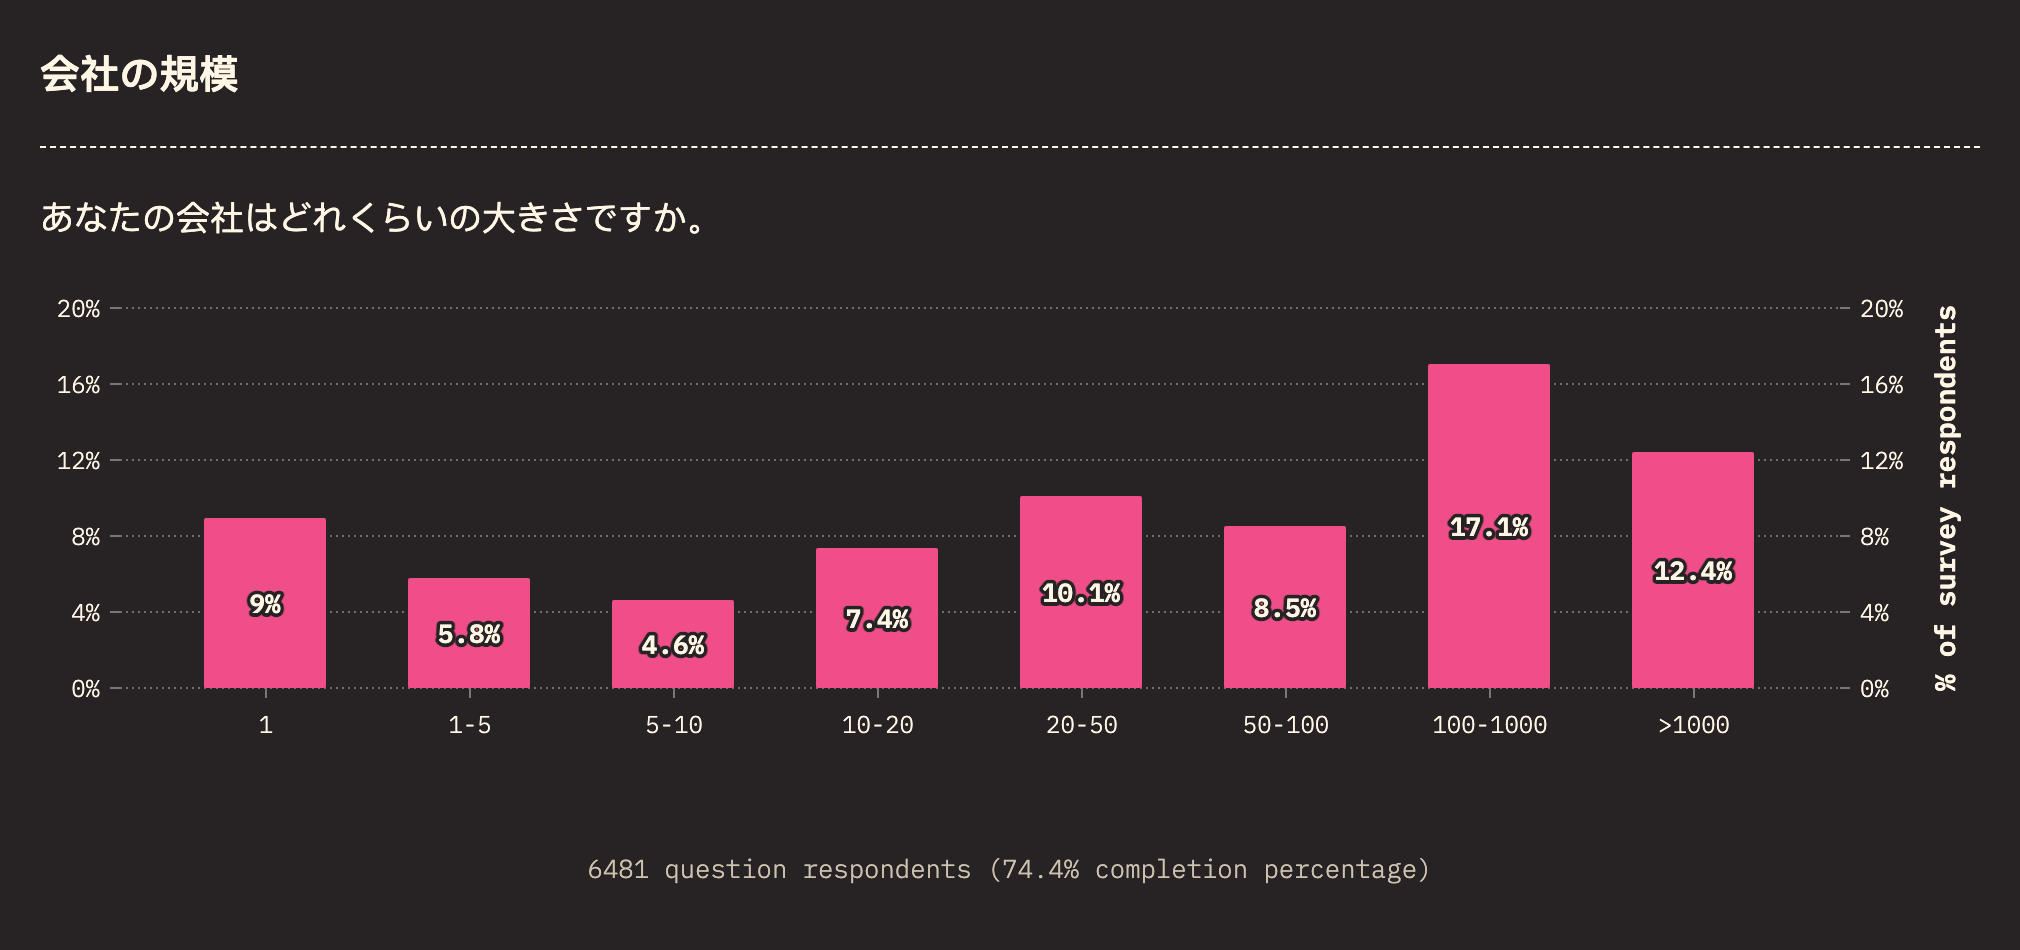 会社の規模
あなたの会社はどれくらいの大きさですか。
20% 20%
16% 16%
12% 12%
8% 8%
4% 4%
0% 0%
9%
5.8%
4.6%
7.4%
10.1%
8.5%
17.1%
12.4%
1 1-5 5-10 10-20 20-50 50-100 100-1000 >1000
% of survey respondents
6481 question respondents (74.4% completion percentage)